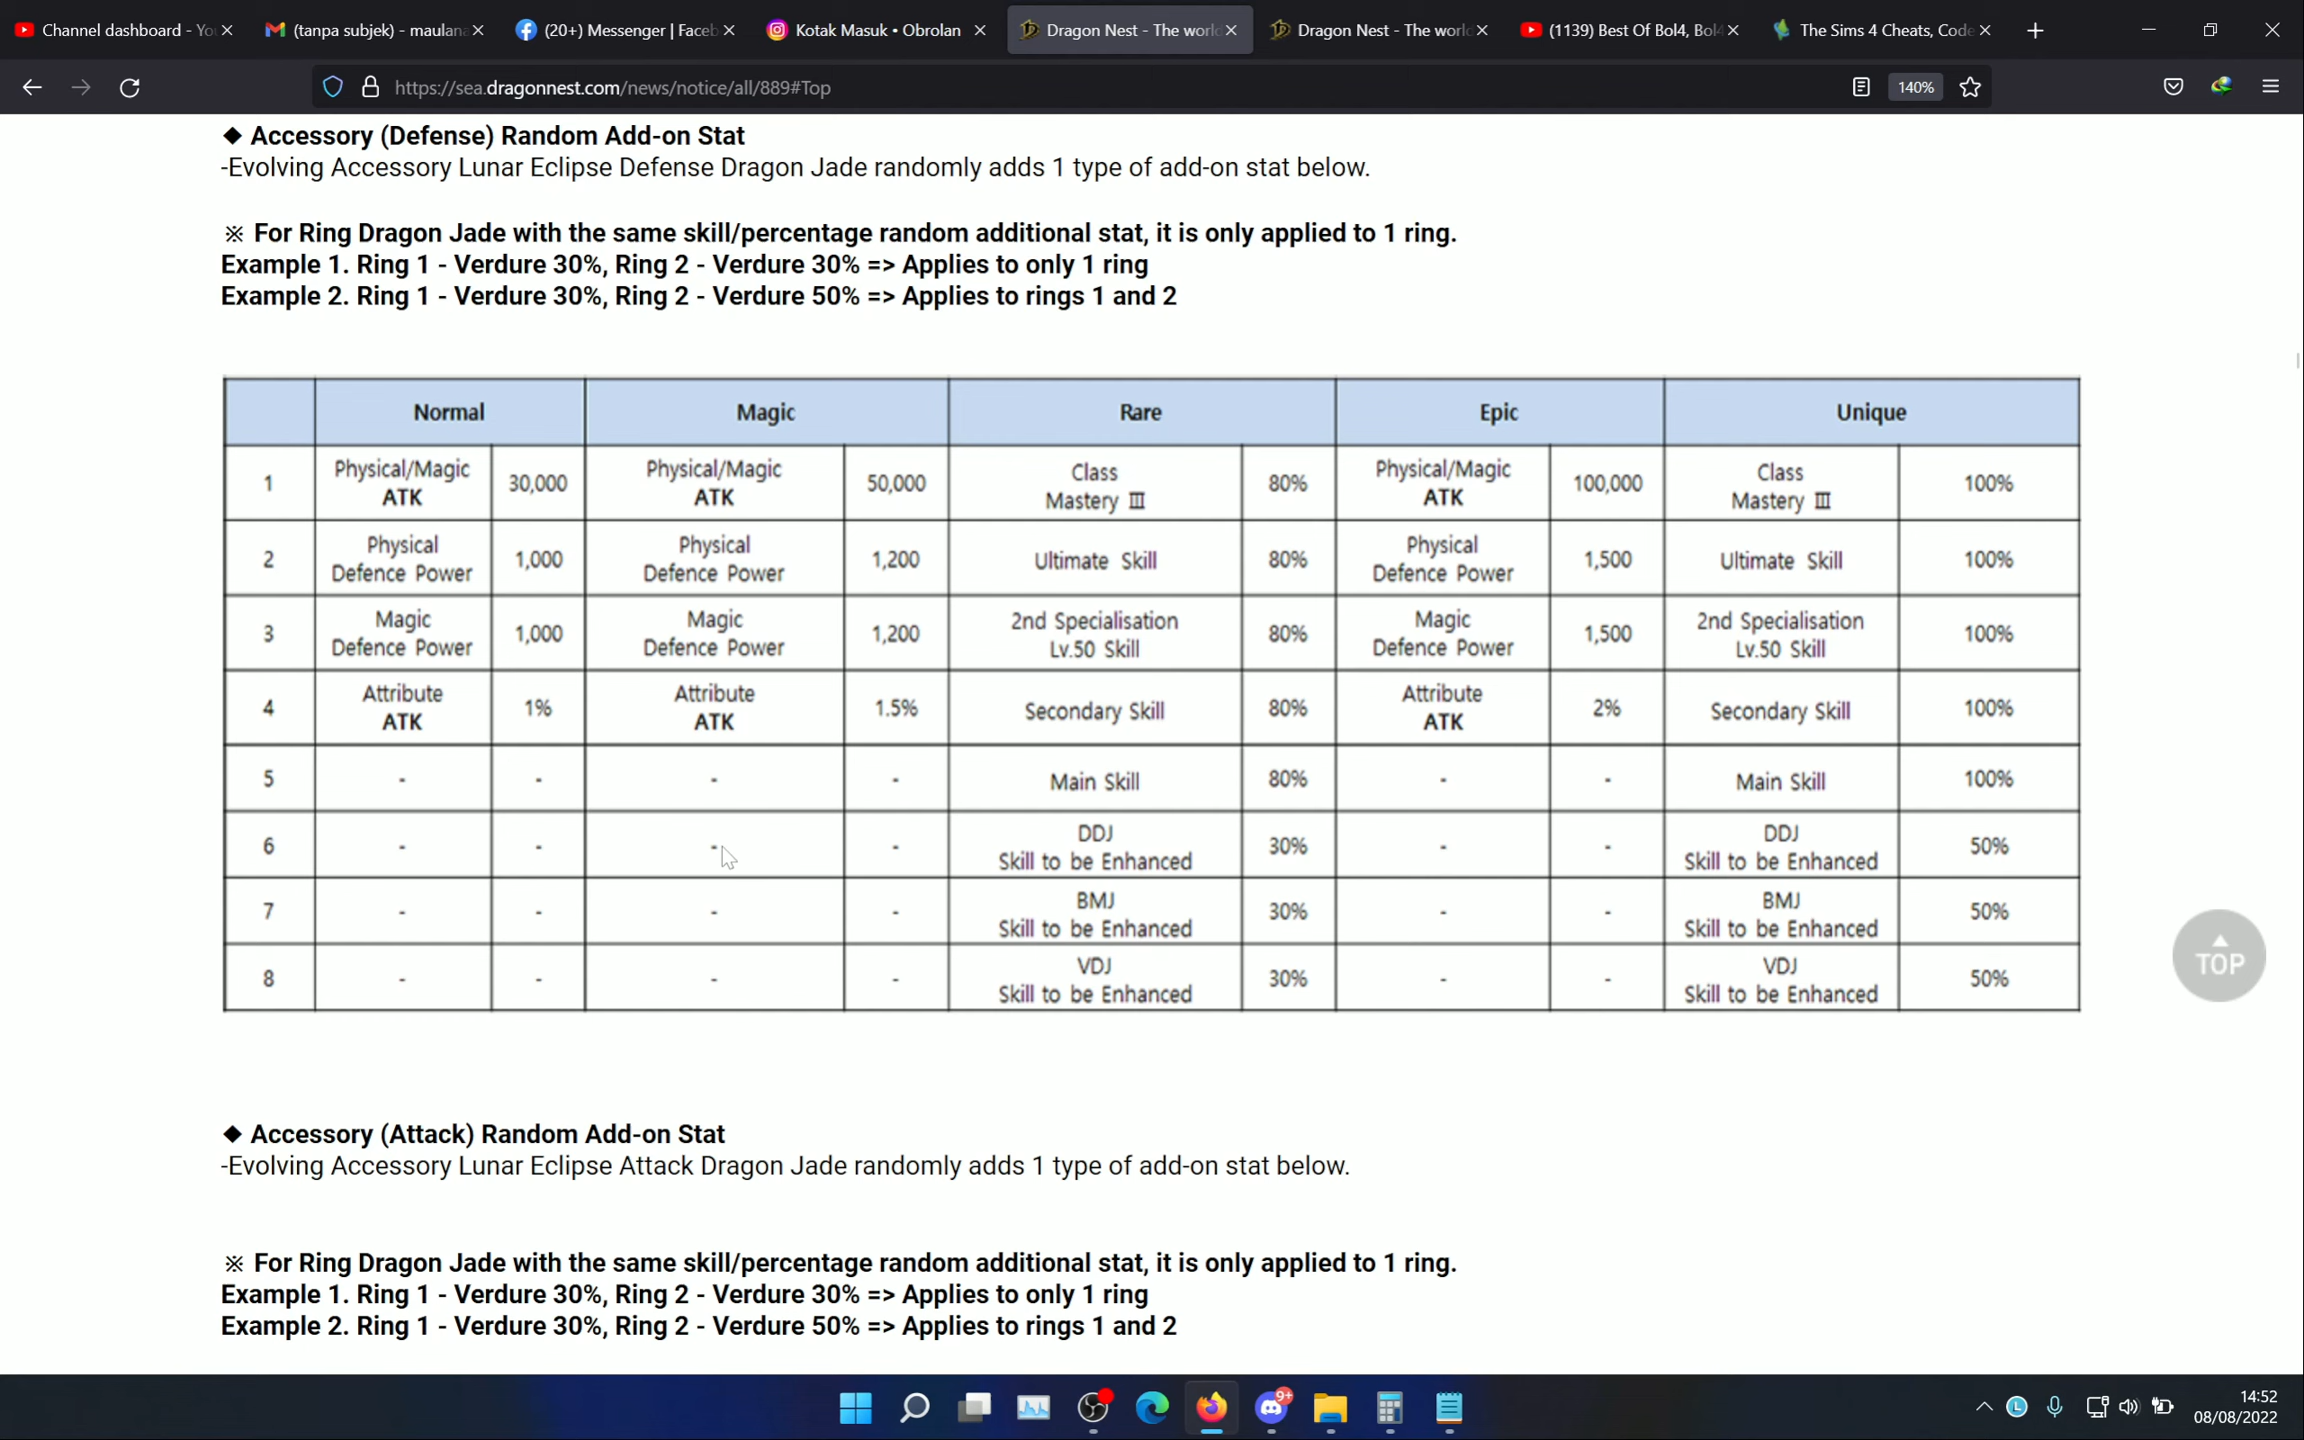 Channel dashboard - Yo
(tanpa subjek) - maulana
(20+) Messenger | Faceb
Kotak Masuk • Obrolan
Dragon Nest - The worl
Dragon Nest - The world
(1139) Best Of Bol4, Bol4
The Sims 4 Cheats, Code
https://sea.dragonnest.com/news/notice/all/889#Top
140%
◆ Accessory (Defense) Random Add-on Stat
-Evolving Accessory Lunar Eclipse Defense Dragon Jade randomly adds 1 type of add-on stat below.
※ For Ring Dragon Jade with the same skill/percentage random additional stat, it is only applied to 1 ring.
Example 1. Ring 1 - Verdure 30%, Ring 2 - Verdure 30% => Applies to only 1 ring
Example 2. Ring 1 - Verdure 30%, Ring 2 - Verdure 50% => Applies to rings 1 and 2
Normal Magic Rare Epic Unique
1 Physical/Magic ATK 30,000 Physical/Magic ATK 50,000 Class Mastery Ⅲ 80% Physical/Magic ATK 100,000 Class Mastery Ⅲ 100%
2 Physical Defence Power 1,000 Physical Defence Power 1,200 Ultimate Skill 80% Physical Defence Power 1,500 Ultimate Skill 100%
3 Magic Defence Power 1,000 Magic Defence Power 1,200 2nd Specialisation Lv.50 Skill 80% Magic Defence Power 1,500 2nd Specialisation Lv.50 Skill 100%
4 Attribute ATK 1% Attribute ATK 1.5% Secondary Skill 80% Attribute ATK 2% Secondary Skill 100%
5 - - - - Main Skill 80% - - Main Skill 100%
6 - - - - DDJ Skill to be Enhanced 30% - - DDJ Skill to be Enhanced 50%
7 - - - - BMJ Skill to be Enhanced 30% - - BMJ Skill to be Enhanced 50%
8 - - - - VDJ Skill to be Enhanced 30% - - VDJ Skill to be Enhanced 50%
TOP
◆ Accessory (Attack) Random Add-on Stat
-Evolving Accessory Lunar Eclipse Attack Dragon Jade randomly adds 1 type of add-on stat below.
※ For Ring Dragon Jade with the same skill/percentage random additional stat, it is only applied to 1 ring.
Example 1. Ring 1 - Verdure 30%, Ring 2 - Verdure 30% => Applies to only 1 ring
Example 2. Ring 1 - Verdure 30%, Ring 2 - Verdure 50% => Applies to rings 1 and 2
9+
L
14:52
08/08/2022